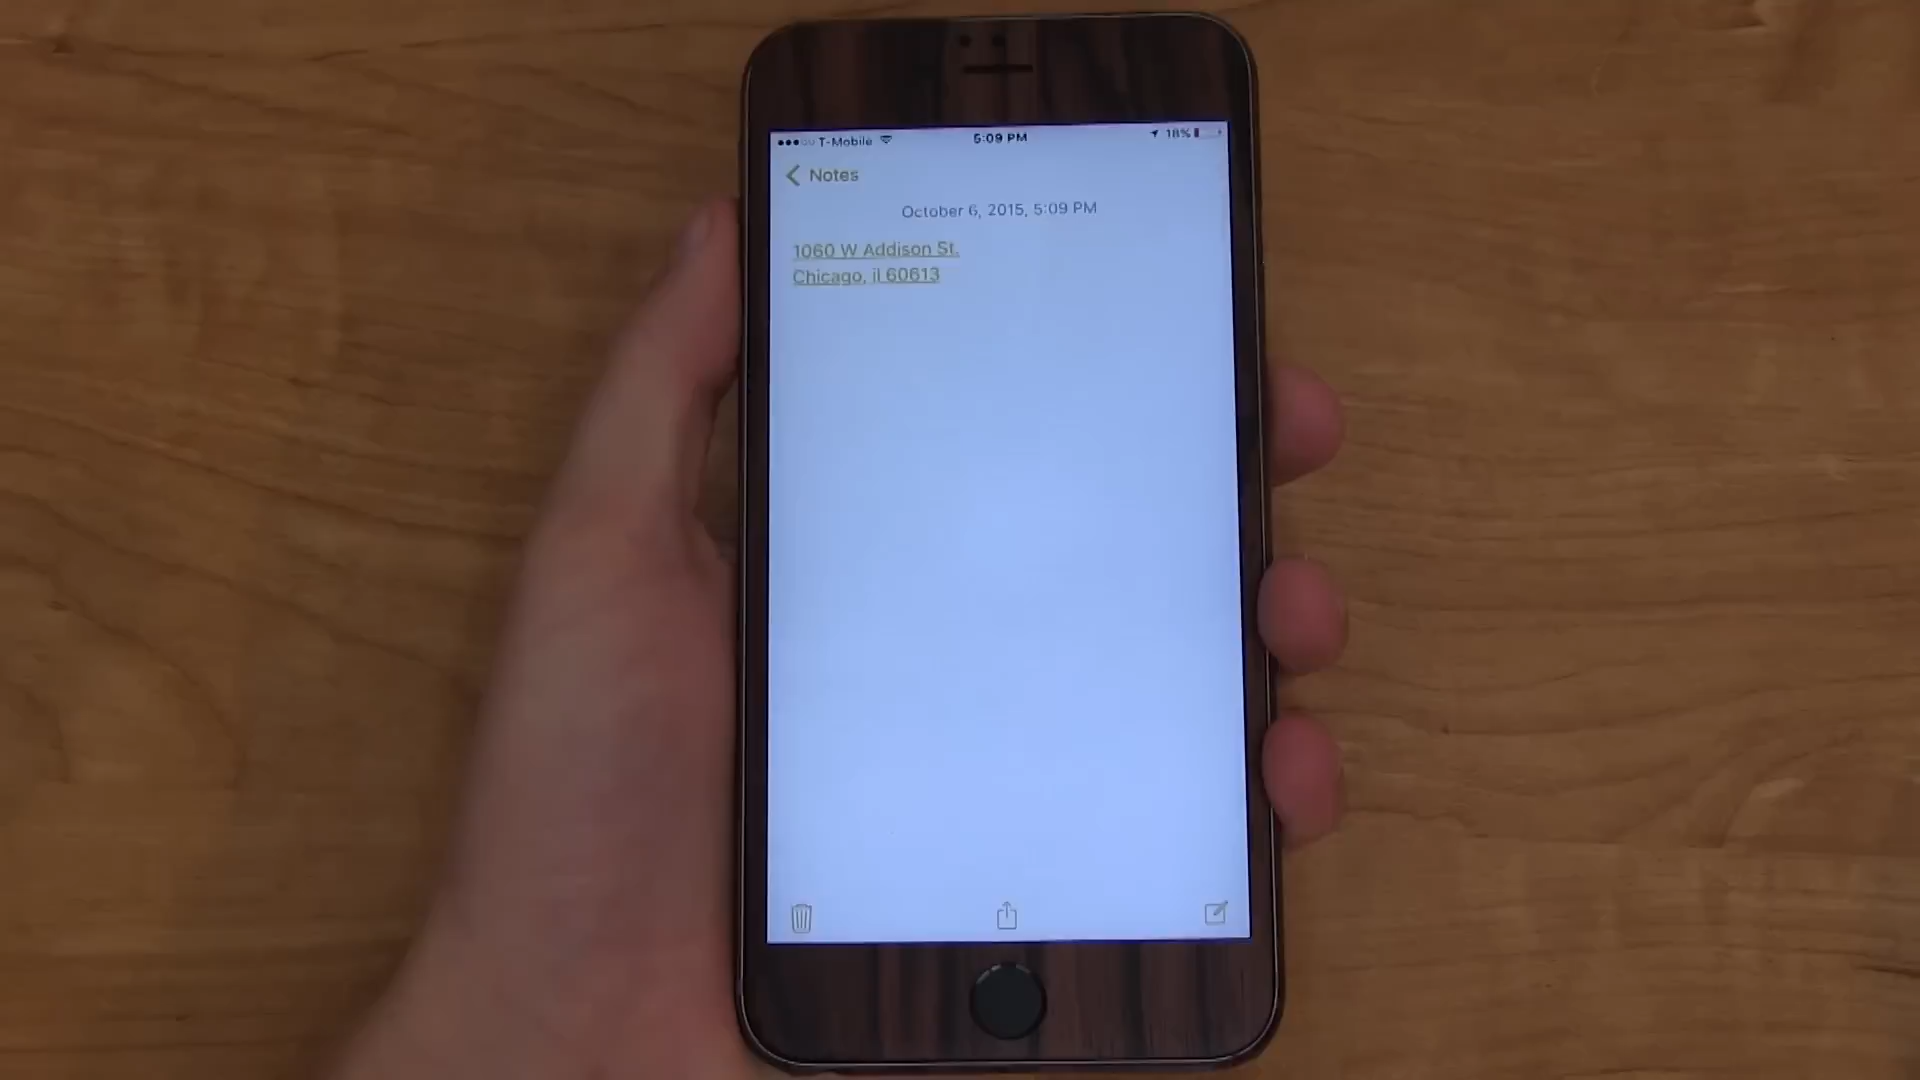 T-Mobile 5:09 PM 18%
Notes
October 6, 2015, 5:09 PM
1060 W Addison St.
Chicago, il 60613